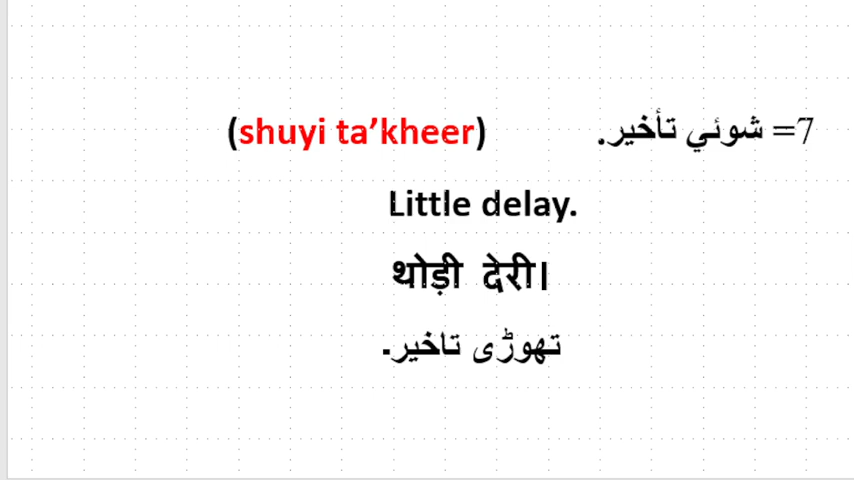 7= شوئي تأخير. (shuyi ta’kheer)
Little delay.
थोड़ी देरी।
تھوڑی تاخیر۔